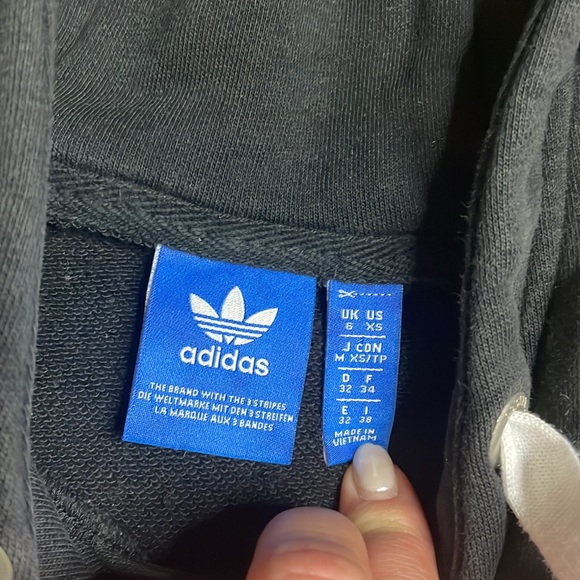 adidas
THE BRAND WITH THE 3 STRIPES
DIE WELTMARKE MIT DEN 3 STREIFEN
LA MARQUE AUX 3 BANDES
UK US
6 XS
J CON
M XS/TP
D F
32 34
E I
32 38
MADE IN
VIETNAM